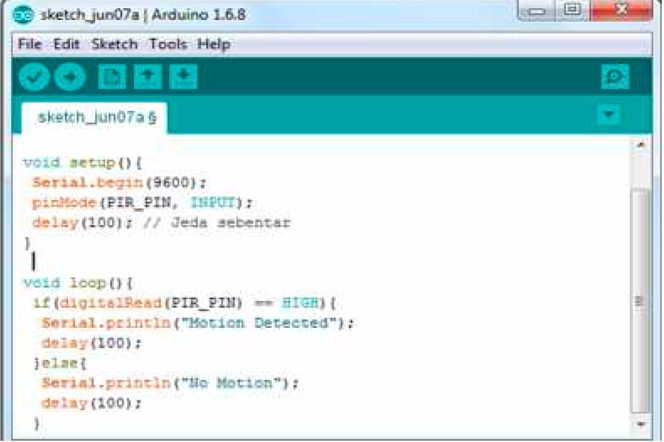 sketch_jun07a | Arduino 1.6.8
File Edit Sketch Tools Help
sketch_jun07a §
void setup(){
Serial.begin(9600);
pinMode(PIR_PIN, INPUT);
delay(100); // Jeda sebentar
}
void loop(){
if(digitalRead(PIR_PIN) == HIGH){
Serial.println("Motion Detected");
delay(100);
}else{
Serial.println("No Motion");
delay(100);
}